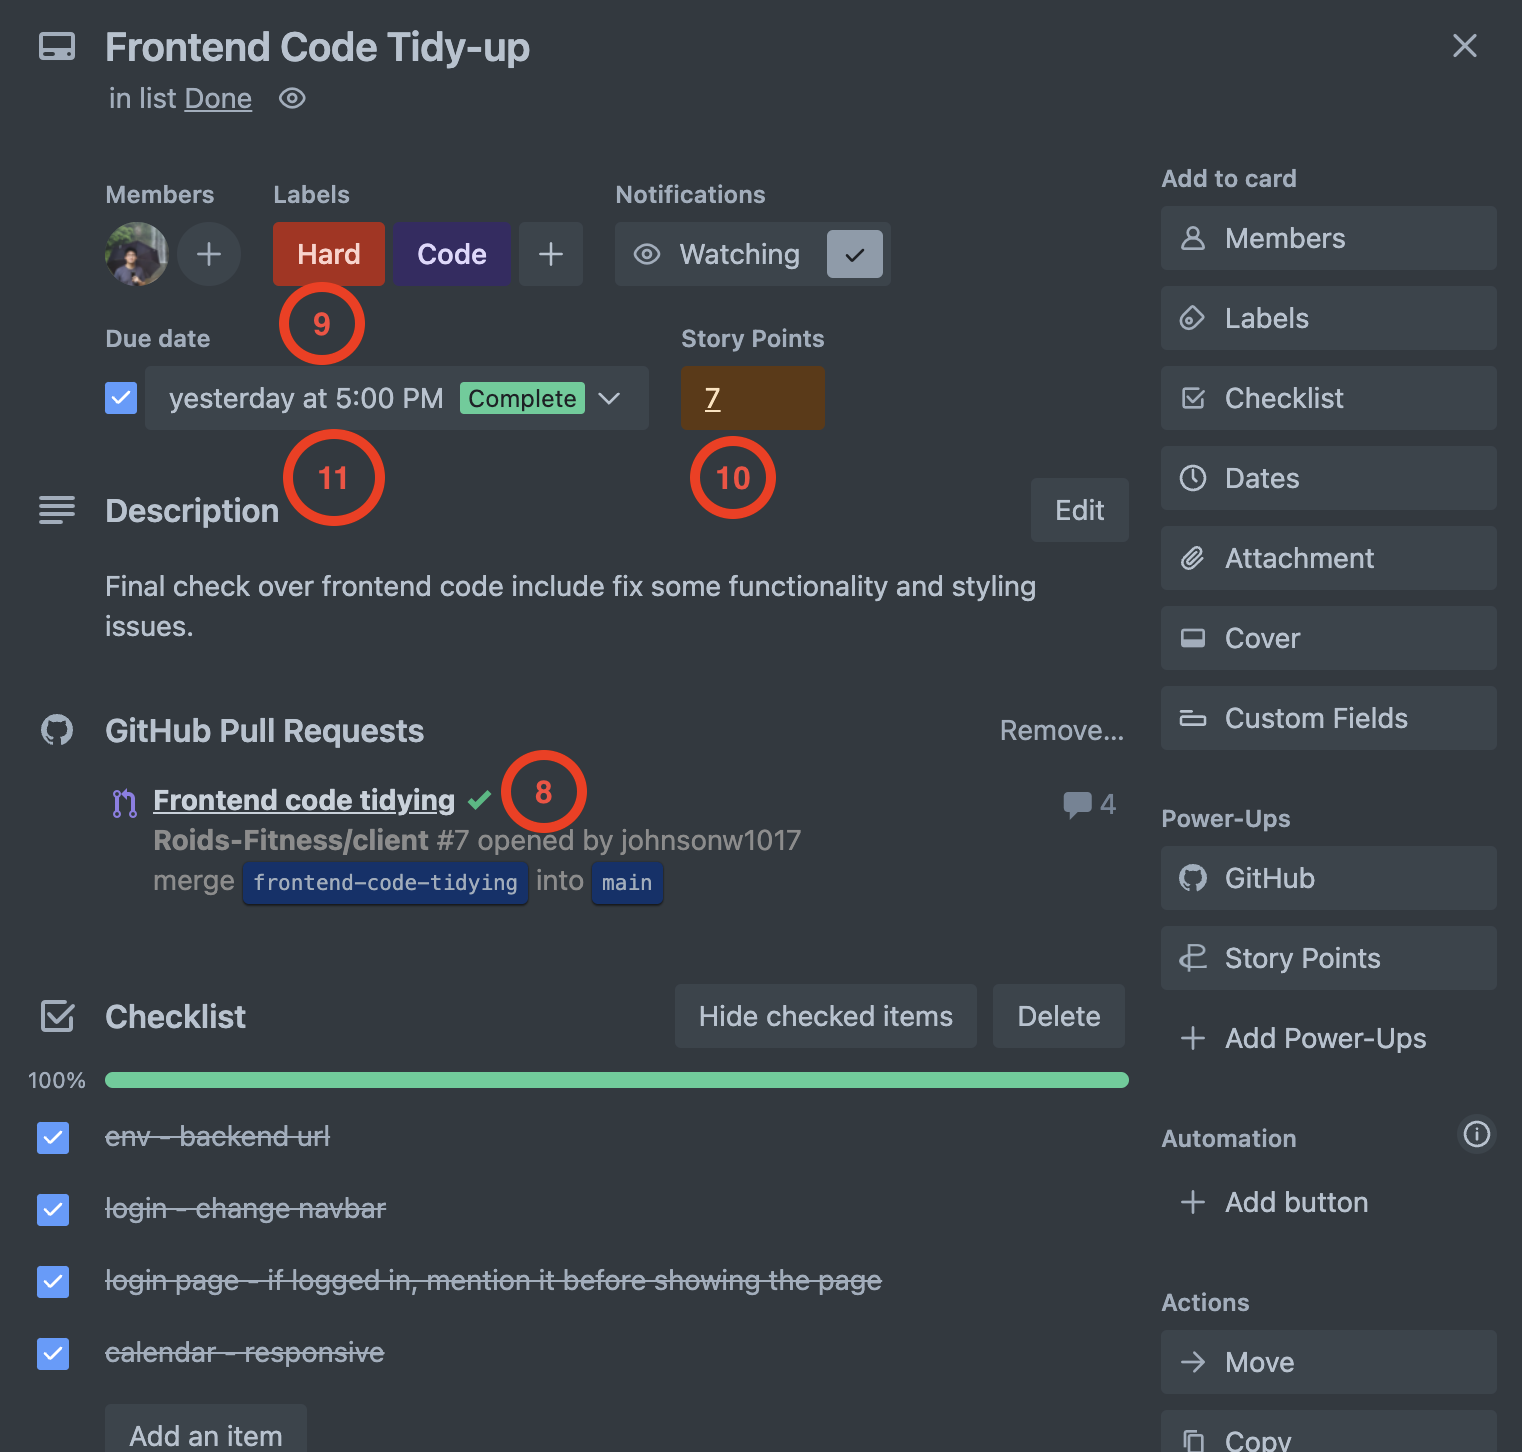 Frontend Code Tidy-up
in list Done
Members
Labels
Notifications
Hard
Code
Watching
9
Due date
Story Points
yesterday at 5:00 PM
Complete
7
11
10
Description
Edit
Final check over frontend code include fix some functionality and styling
issues.
GitHub Pull Requests
Remove...
Frontend code tidying
8
4
Roids-Fitness/client #7 opened by johnsonw1017
merge frontend-code-tidying into main
Checklist
Hide checked items
Delete
100%
env - backend url
login - change navbar
login page - if logged in, mention it before showing the page
calendar - responsive
Add an item
Add to card
Members
Labels
Checklist
Dates
Attachment
Cover
Custom Fields
Power-Ups
GitHub
Story Points
Add Power-Ups
Automation
Add button
Actions
Move
Copy